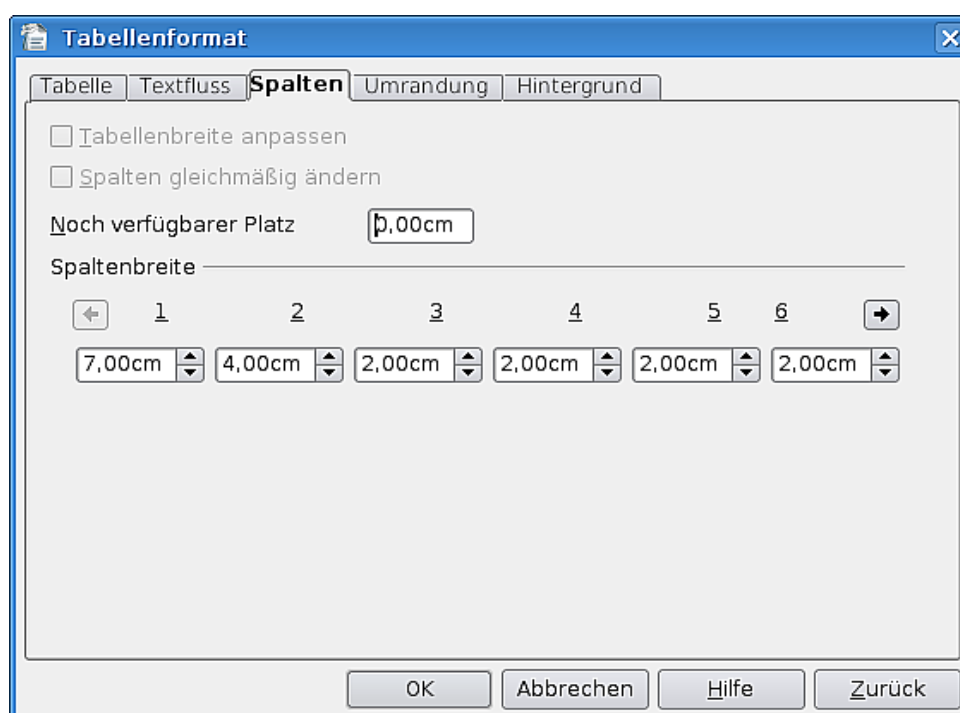 Tabellenformat
Tabelle Textfluss Spalten Umrandung Hintergrund
Tabellenbreite anpassen
Spalten gleichmäßig ändern
Noch verfügbarer Platz 0,00cm
Spaltenbreite
1 2 3 4 5 6
7,00cm 4,00cm 2,00cm 2,00cm 2,00cm 2,00cm
OK Abbrechen Hilfe Zurück